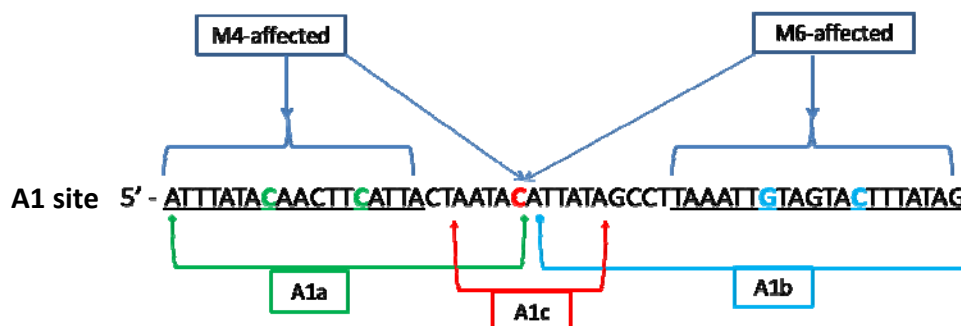 M4-affected M6-affected
A1 site 5' - ATTTATACAACTTCATTACTAATACATTATAGCCTTAAATTGTAGTACTTTATAG
A1a A1c A1b